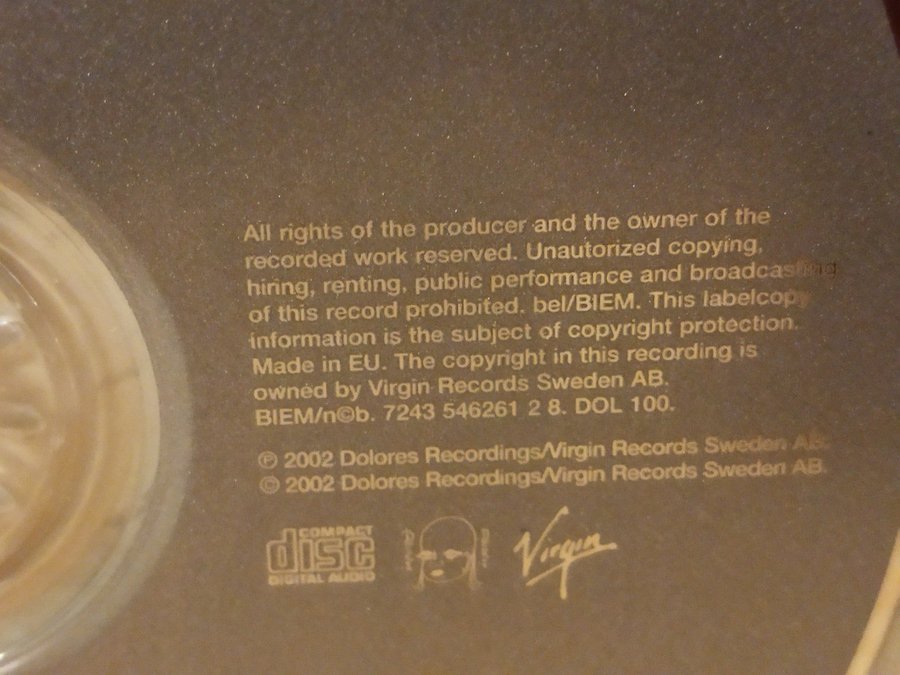 All rights of the producer and the owner of the
recorded work reserved. Unautorized copying,
hiring, renting, public performance and broadcasting
of this record prohibited. bel/BIEM. This labelcopy
information is the subject of copyright protection.
Made in EU. The copyright in this recording is
owned by Virgin Records Sweden AB.
BIEM/n©b. 7243 546261 2 8. DOL 100.
℗ 2002 Dolores Recordings/Virgin Records Sweden AB.
© 2002 Dolores Recordings/Virgin Records Sweden AB.
COMPACT
disc
DIGITAL AUDIO
Virgin